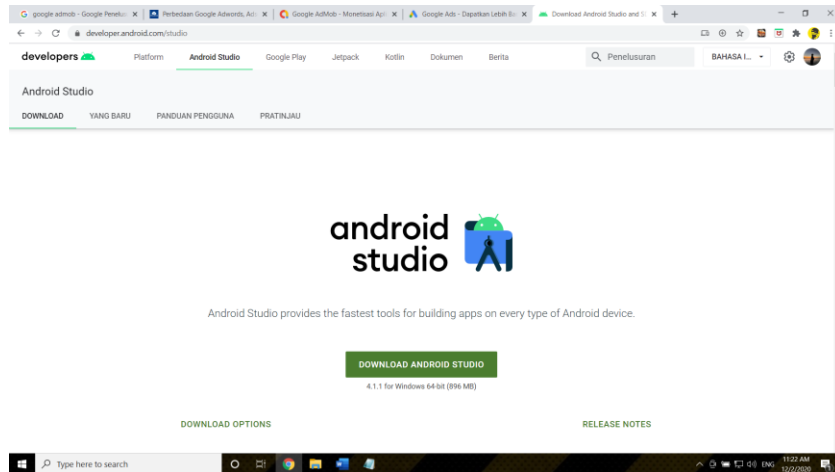 google admob - Google Penelu
Perbedaan Google Adwords, Ads
Google AdMob - Monetisasi Apli
Google Ads - Dapatkan Lebih Ba
Download Android Studio and S
developer.android.com/studio
developers
Platform
Android Studio
Google Play
Jetpack
Kotlin
Dokumen
Berita
Penelusuran
BAHASA I...
Android Studio
DOWNLOAD
YANG BARU
PANDUAN PENGGUNA
PRATINJAU
android
studio
Android Studio provides the fastest tools for building apps on every type of Android device.
DOWNLOAD ANDROID STUDIO
4.1.1 for Windows 64-bit (896 MB)
DOWNLOAD OPTIONS
RELEASE NOTES
Type here to search
ENG
11:22 AM
12/2/2020